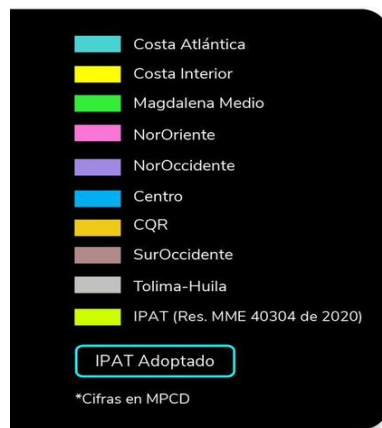 Costa Atlántica
Costa Interior
Magdalena Medio
NorOriente
NorOccidente
Centro
CQR
SurOccidente
Tolima-Huila
IPAT (Res. MME 40304 de 2020)
IPAT Adoptado
*Cifras en MPCD